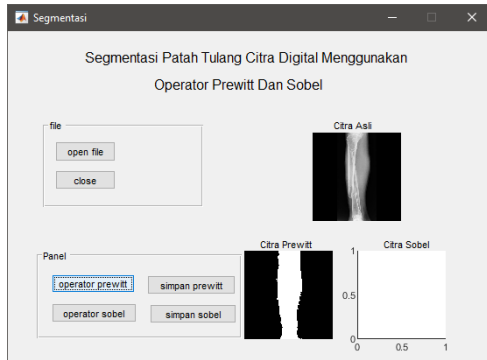 Segmentasi
Segmentasi Patah Tulang Citra Digital Menggunakan
Operator Prewitt Dan Sobel
file
open file
close
Citra Asli
Panel
operator prewitt
simpan prewitt
operator sobel
simpan sobel
Citra Prewitt
Citra Sobel
1
0.5
0
0
0.5
1